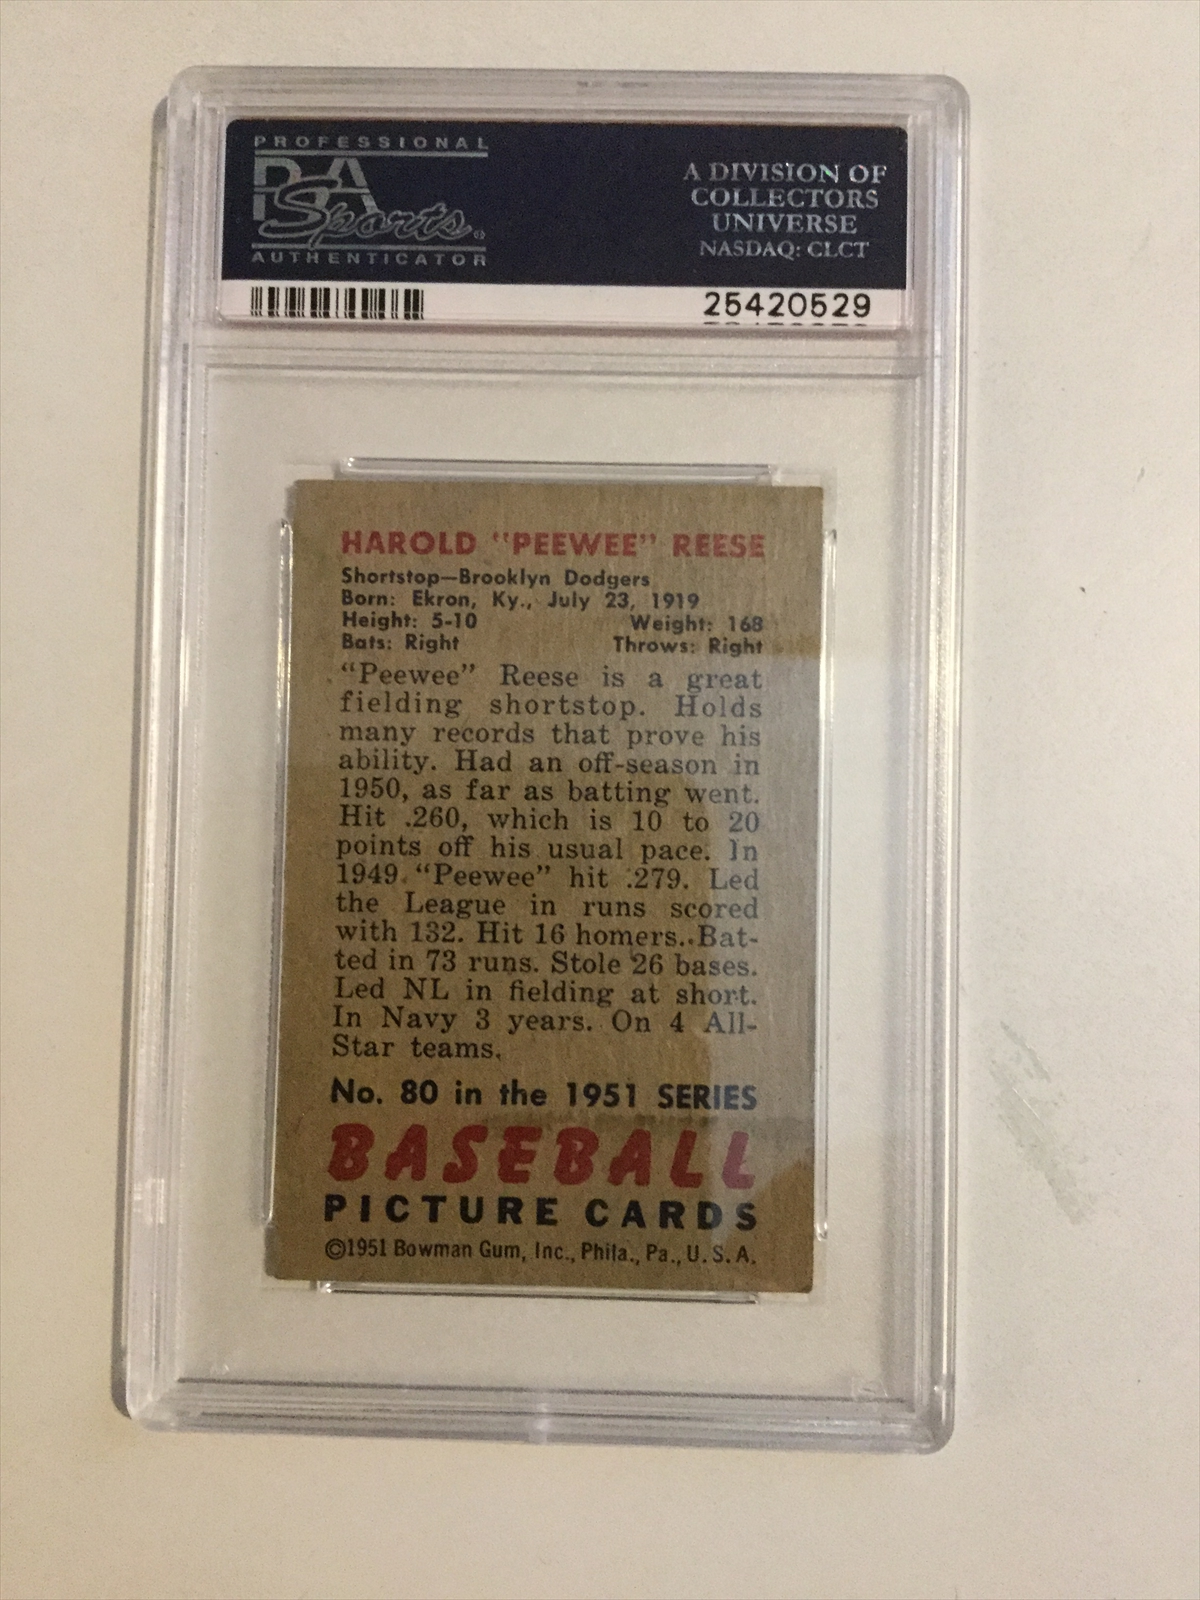 PROFESSIONAL
PSA
Sports®
AUTHENTICATOR
A DIVISION OF
COLLECTORS
UNIVERSE
NASDAQ: CLCT
25420529
HAROLD "PEEWEE" REESE
Shortstop—Brooklyn Dodgers
Born: Ekron, Ky., July 23, 1919
Height: 5-10 Weight: 168
Bats: Right Throws: Right
"Peewee" Reese is a great
fielding shortstop. Holds
many records that prove his
ability. Had an off-season in
1950, as far as batting went.
Hit .260, which is 10 to 20
points off his usual pace. In
1949 "Peewee" hit .279. Led
the League in runs scored
with 132. Hit 16 homers. Bat-
ted in 73 runs. Stole 26 bases.
Led NL in fielding at short.
In Navy 3 years. On 4 All-
Star teams.
No. 80 in the 1951 SERIES
BASEBALL
PICTURE CARDS
©1951 Bowman Gum, Inc., Phila., Pa., U.S.A.